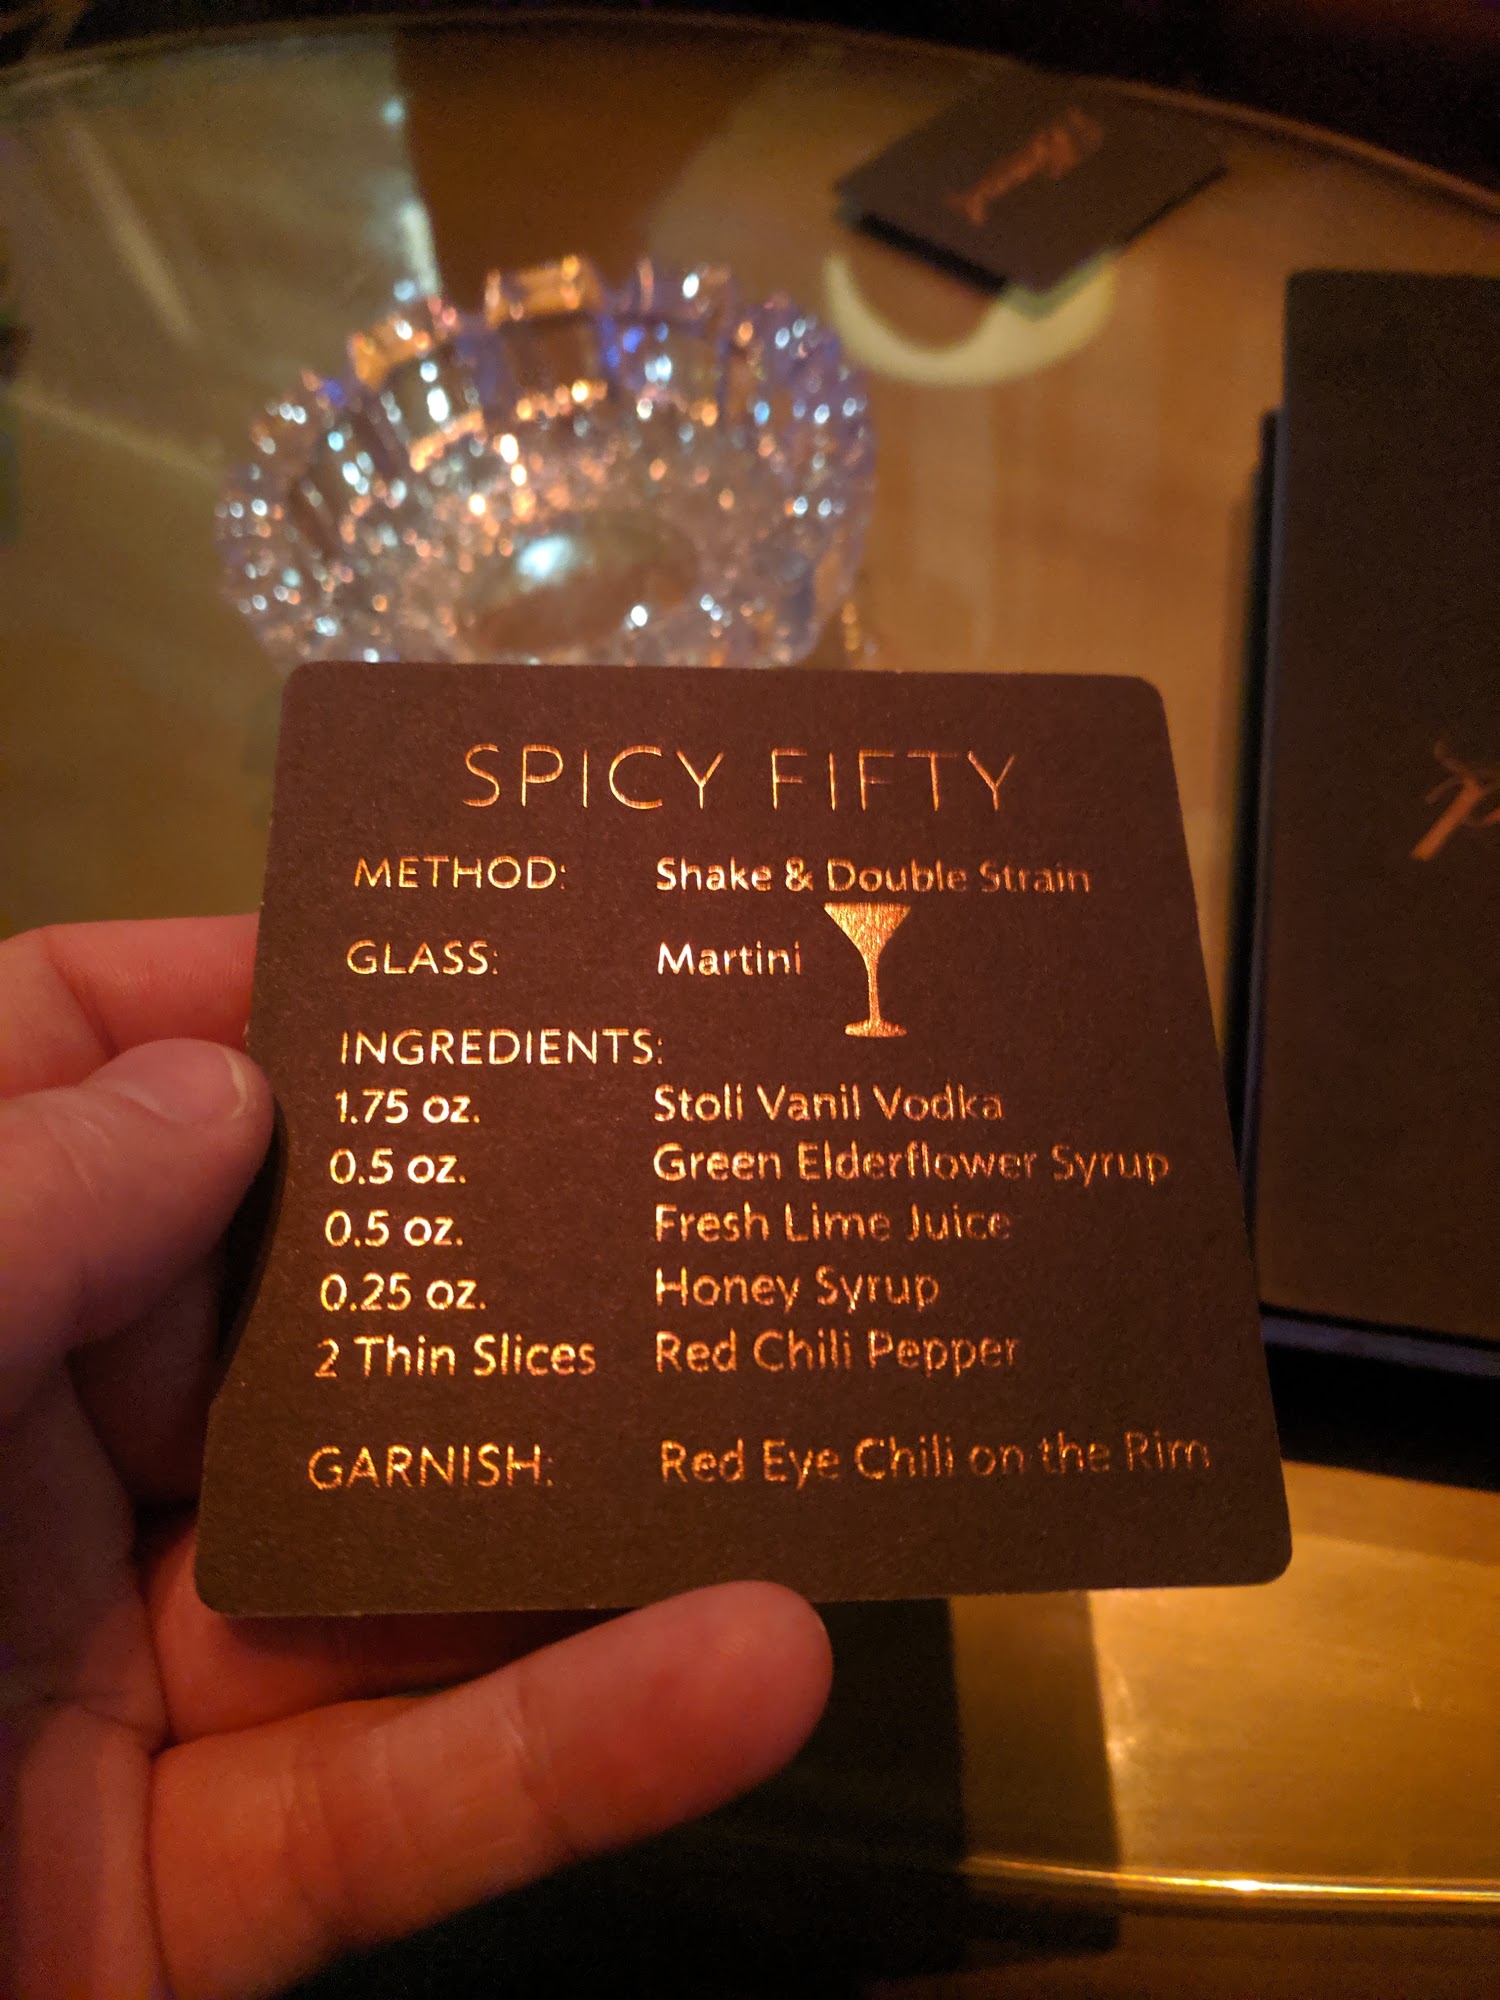 SPICY FIFTY
METHOD: Shake & Double Strain
GLASS: Martini
INGREDIENTS:
1.75 oz. Stoli Vanil Vodka
0.5 oz. Green Elderflower Syrup
0.5 oz. Fresh Lime Juice
0.25 oz. Honey Syrup
2 Thin Slices Red Chili Pepper
GARNISH: Red Eye Chili on the Rim